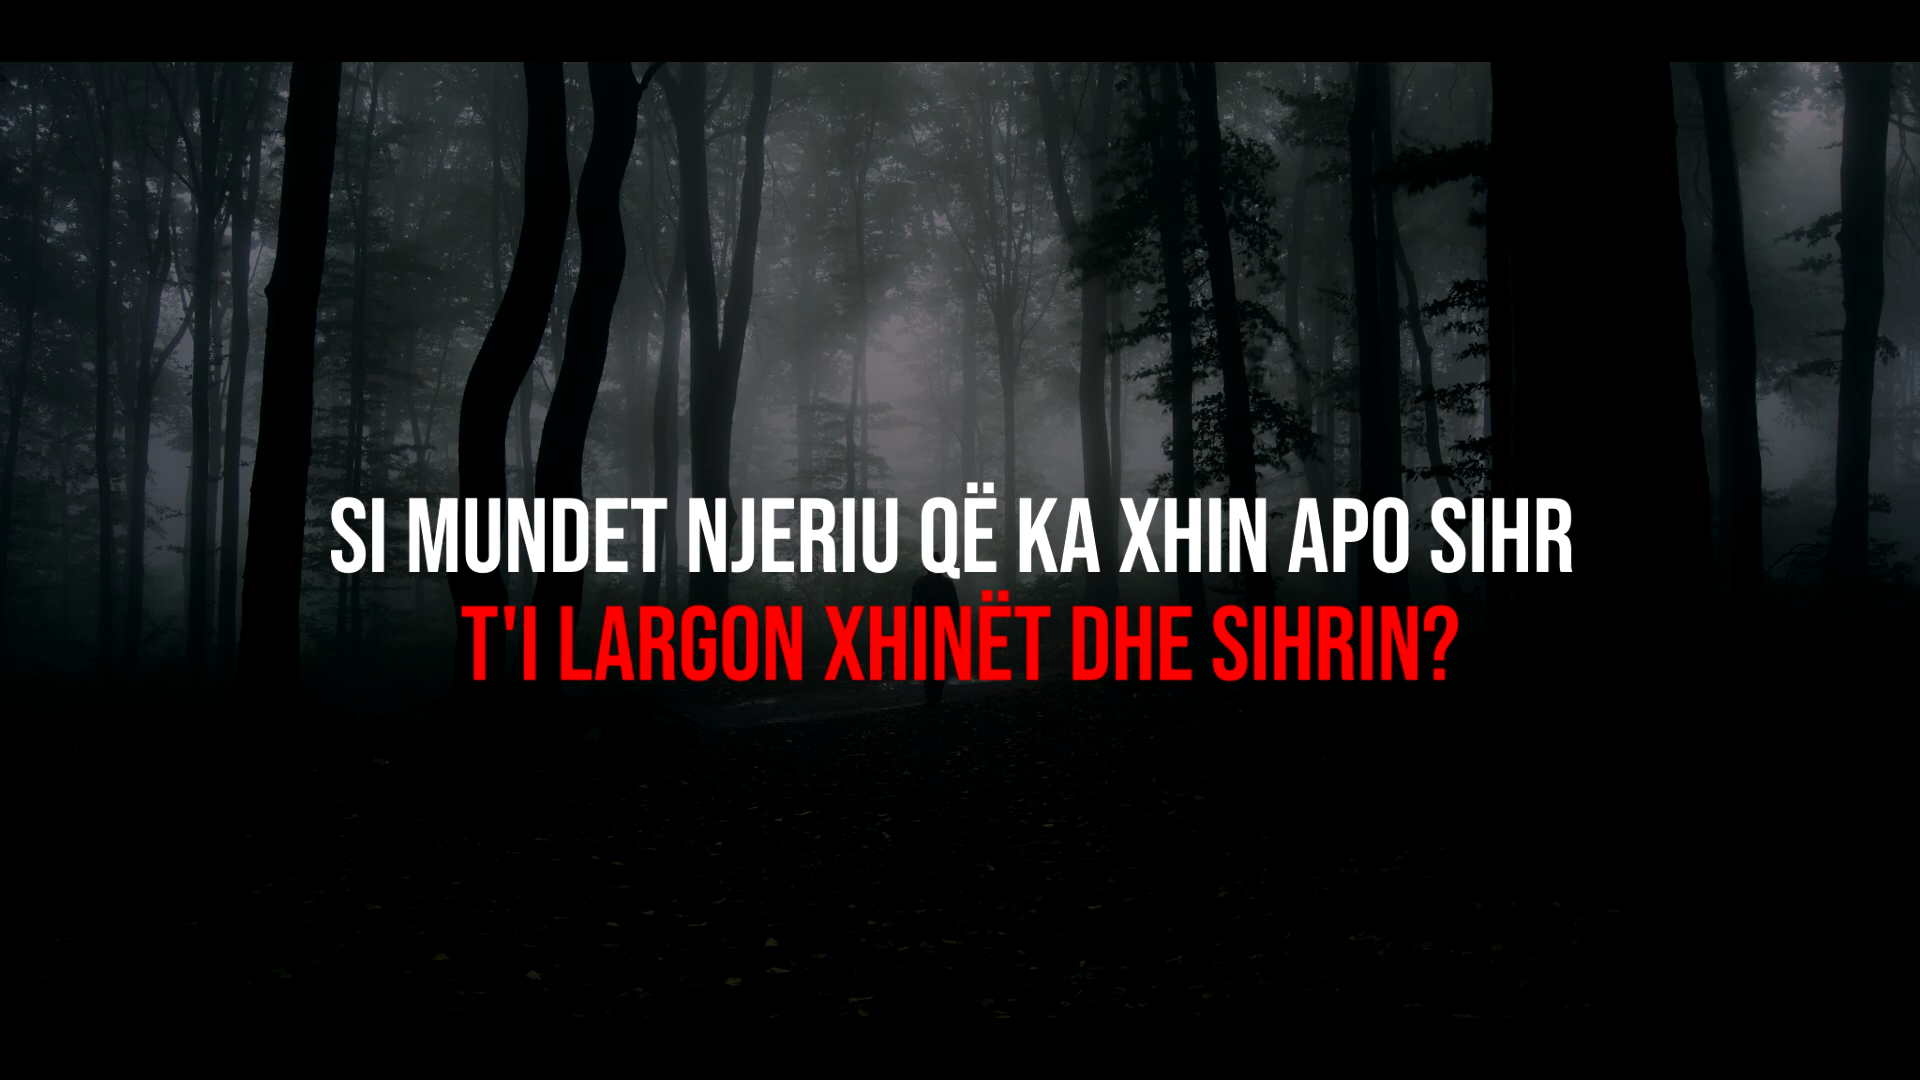 SI MUNDET NJERIU QË KA XHIN APO SIHR
T'I LARGON XHINËT DHE SIHRIN?